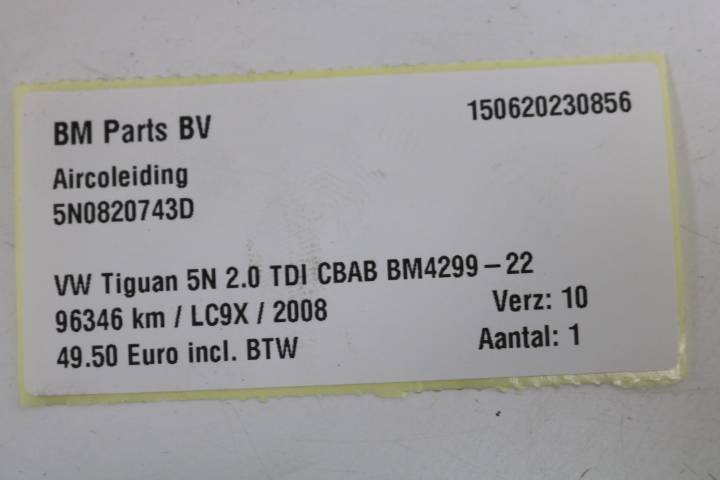 BM Parts BV
150620230856
Aircoleiding
5N0820743D
VW Tiguan 5N 2.0 TDI CBAB BM4299-22
96346 km / LC9X / 2008
Verz: 10
49.50 Euro incl. BTW
Aantal: 1